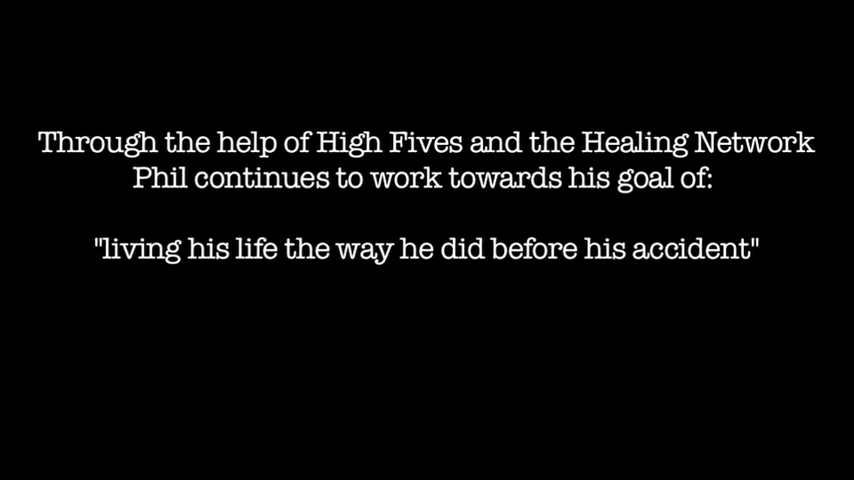 Through the help of High Fives and the Healing Network
Phil continues to work towards his goal of:
"living his life the way he did before his accident"